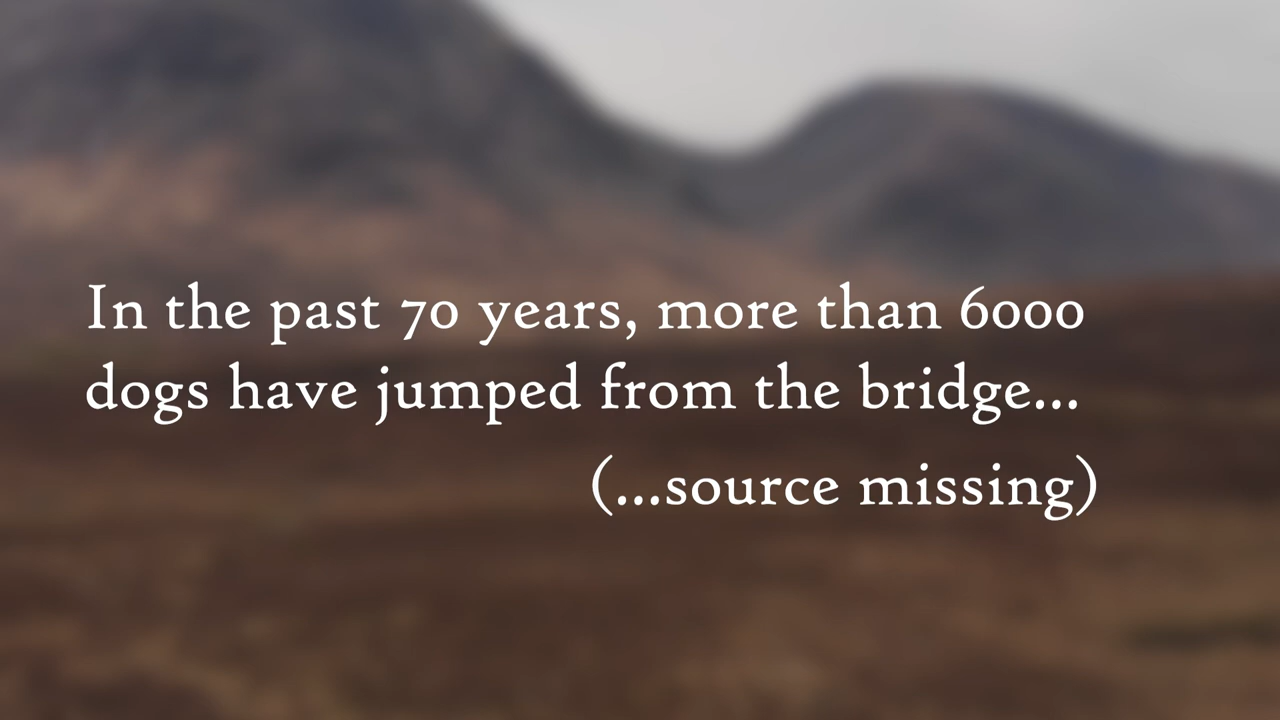 In the past 70 years, more than 6000
dogs have jumped from the bridge...
(...source missing)